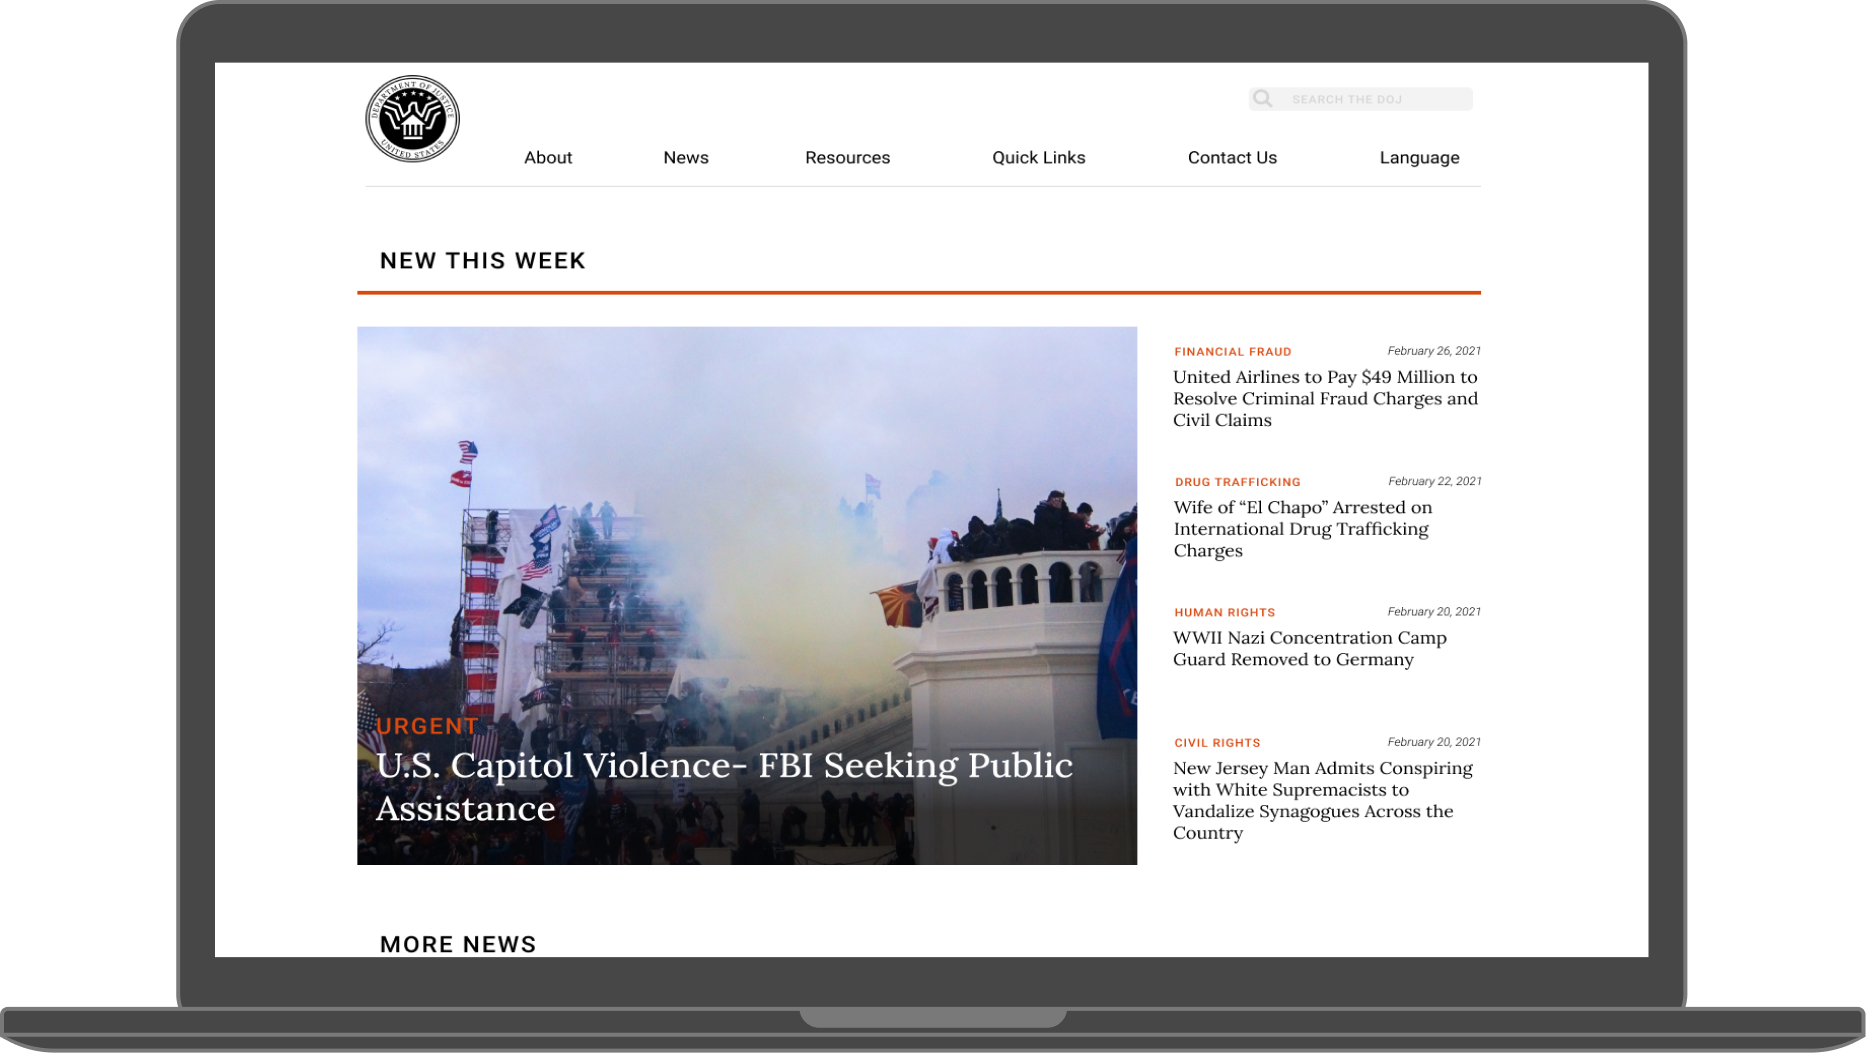 DEPARTMENT OF JUSTICE
UNITED STATES
SEARCH THE DOJ
About
News
Resources
Quick Links
Contact Us
Language
NEW THIS WEEK
URGENT
U.S. Capitol Violence- FBI Seeking Public
Assistance
FINANCIAL FRAUD
February 26, 2021
United Airlines to Pay $49 Million to
Resolve Criminal Fraud Charges and
Civil Claims
DRUG TRAFFICKING
February 22, 2021
Wife of “El Chapo” Arrested on
International Drug Trafficking
Charges
HUMAN RIGHTS
February 20, 2021
WWII Nazi Concentration Camp
Guard Removed to Germany
CIVIL RIGHTS
February 20, 2021
New Jersey Man Admits Conspiring
with White Supremacists to
Vandalize Synagogues Across the
Country
MORE NEWS